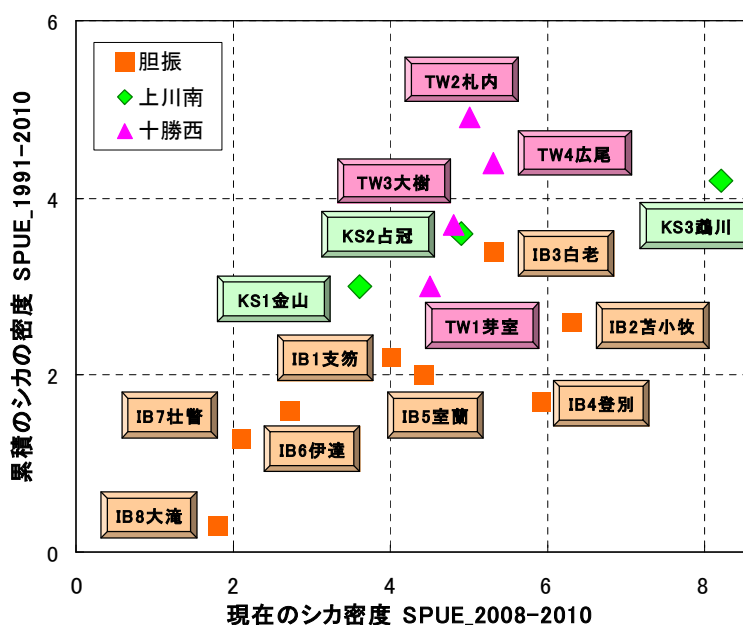 6
4
2
0
累積のシカの密度 SPUE_1991-2010
胆振
上川南
十勝西
TW2札内
TW4広尾
TW3大樹
KS2占冠
KS3鵡川
IB3白老
KS1金山
TW1芽室
IB2苫小牧
IB1支笏
IB7壮瞥
IB5室蘭
IB4登別
IB6伊達
IB8大滝
0 2 4 6 8
現在のシカ密度 SPUE_2008-2010